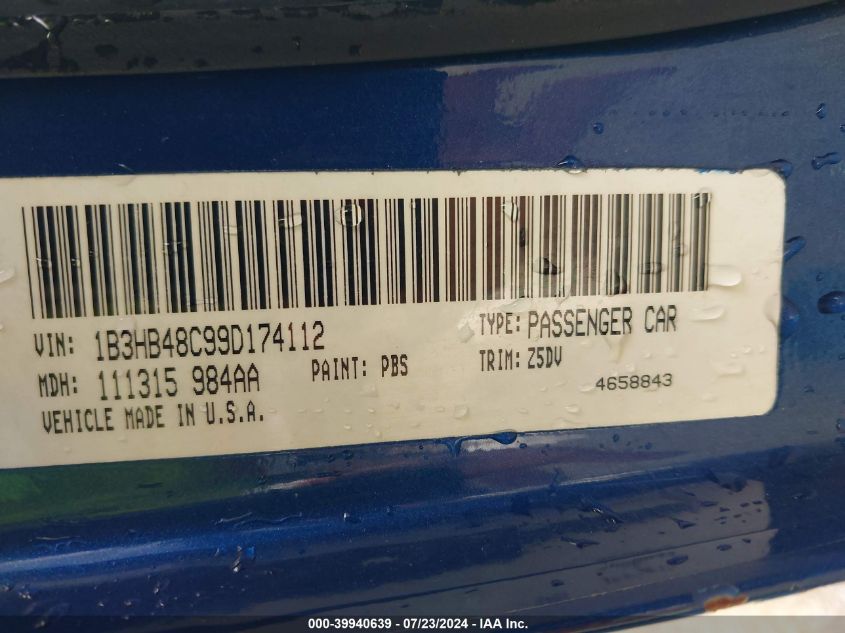 VIN: 1B3HB48C99D174112 TYPE: PASSENGER CAR
MDH: 111315 984AA PAINT: PBS TRIM: Z5DV
VEHICLE MADE IN U.S.A. 4658843
000-39940639 - 07/23/2024 - IAA Inc.